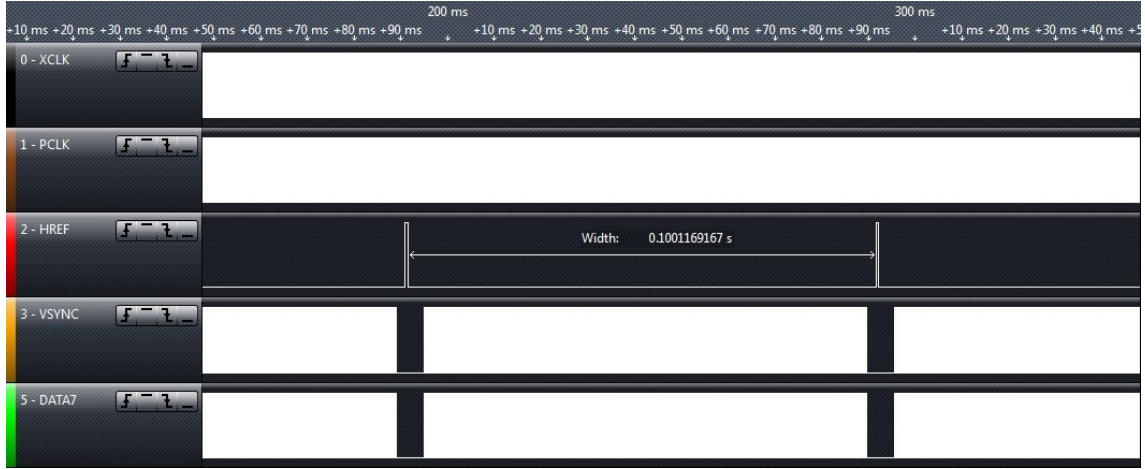 200 ms 300 ms
+10 ms +20 ms +30 ms +40 ms +50 ms +60 ms +70 ms +80 ms +90 ms +10 ms +20 ms +30 ms +40 ms +50 ms +60 ms +70 ms +80 ms +90 ms +10 ms +20 ms +30 ms +40 ms +5
0 - XCLK
1 - PCLK
2 - HREF
Width: 0.1001169167 s
3 - VSYNC
5 - DATA7